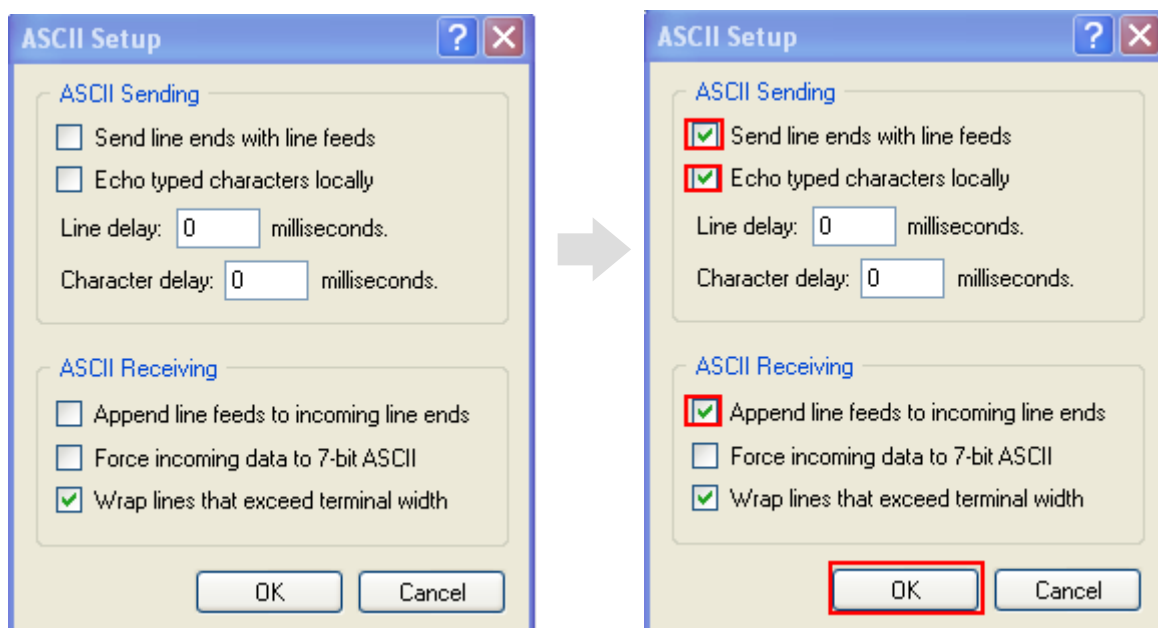 ASCII Setup
ASCII Sending
Send line ends with line feeds
Echo typed characters locally
Line delay: 0 milliseconds.
Character delay: 0 milliseconds.
ASCII Receiving
Append line feeds to incoming line ends
Force incoming data to 7-bit ASCII
Wrap lines that exceed terminal width
OK Cancel
ASCII Setup
ASCII Sending
Send line ends with line feeds
Echo typed characters locally
Line delay: 0 milliseconds.
Character delay: 0 milliseconds.
ASCII Receiving
Append line feeds to incoming line ends
Force incoming data to 7-bit ASCII
Wrap lines that exceed terminal width
OK Cancel